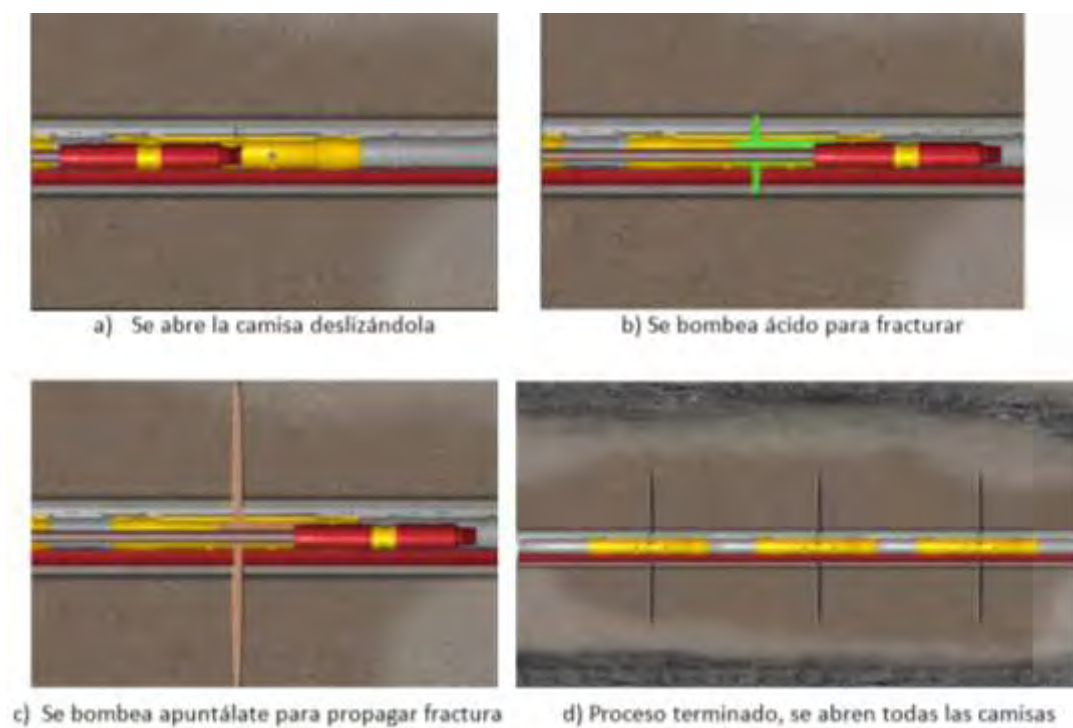 a) Se abre la camisa deslizándola
b) Se bombea ácido para fracturar
c) Se bombea apuntálate para propagar fractura
d) Proceso terminado, se abren todas las camisas